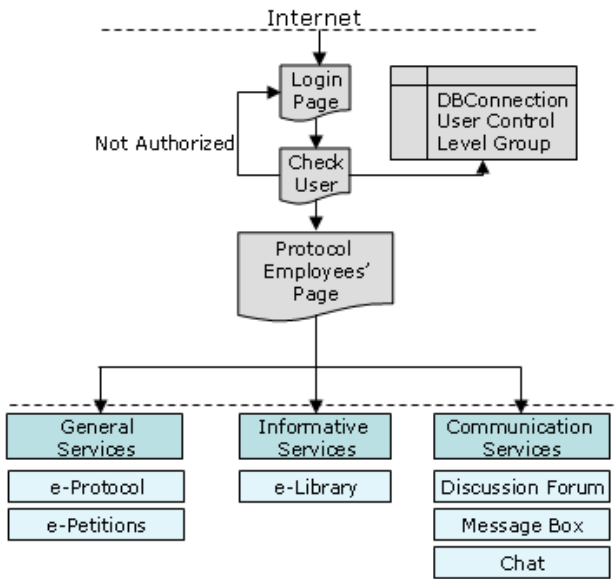 Internet
Login
Page
DBConnection
User Control
Level Group
Not Authorized
Check
User
Protocol
Employees’
Page
General
Services
Informative
Services
Communication
Services
e-Protocol
e-Library
Discussion Forum
e-Petitions
Message Box
Chat